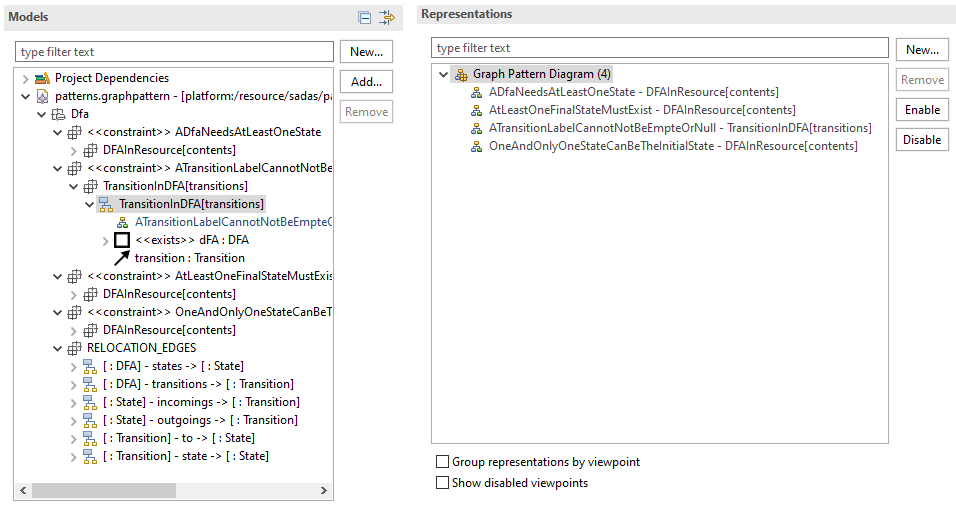 Models
type filter text
New...
Add...
Remove
Project Dependencies
patterns.graphpattern - [platform:/resource/sadas/pa
Dfa
<<constraint>> ADfaNeedsAtLeastOneState
DFAInResource[contents]
<<constraint>> ATransitionLabelCannotNotBe
TransitionInDFA[transitions]
TransitionInDFA[transitions]
ATransitionLabelCannotNotBeEmpteO
<<exists>> dFA : DFA
transition : Transition
<<constraint>> AtLeastOneFinalStateMustExis
DFAInResource[contents]
<<constraint>> OneAndOnlyOneStateCanBeT
DFAInResource[contents]
RELOCATION_EDGES
[ : DFA] - states -> [ : State]
[ : DFA] - transitions -> [ : Transition]
[ : State] - incomings -> [ : Transition]
[ : State] - outgoings -> [ : Transition]
[ : Transition] - to -> [ : State]
[ : Transition] - state -> [ : State]
Representations
type filter text
New...
Remove
Enable
Disable
Graph Pattern Diagram (4)
ADfaNeedsAtLeastOneState - DFAInResource[contents]
AtLeastOneFinalStateMustExist - DFAInResource[contents]
ATransitionLabelCannotNotBeEmpteOrNull - TransitionInDFA[transitions]
OneAndOnlyOneStateCanBeTheInitialState - DFAInResource[contents]
Group representations by viewpoint
Show disabled viewpoints